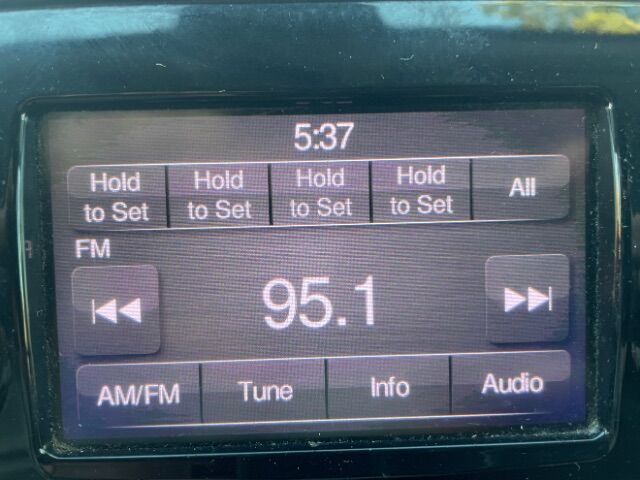 5:37
Hold to Set Hold to Set Hold to Set Hold to Set All
FM
95.1
AM/FM Tune Info Audio